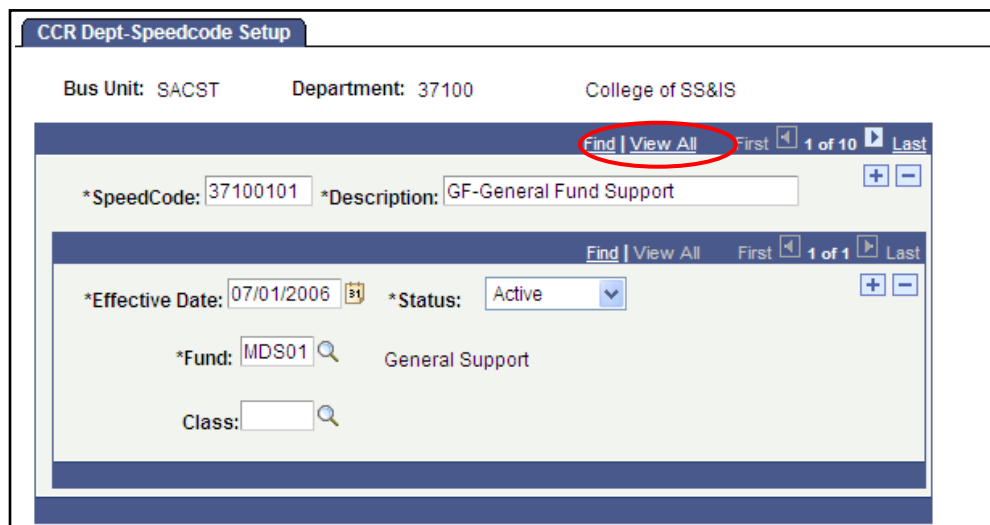 CCR Dept-Speedcode Setup
Bus Unit: SACST Department: 37100 College of SS&IS
Find | View All First 1 of 10 Last
*SpeedCode: 37100101 *Description: GF-General Fund Support
Find | View All First 1 of 1 Last
*Effective Date: 07/01/2006 31 *Status: Active
*Fund: MDS01 General Support
Class: